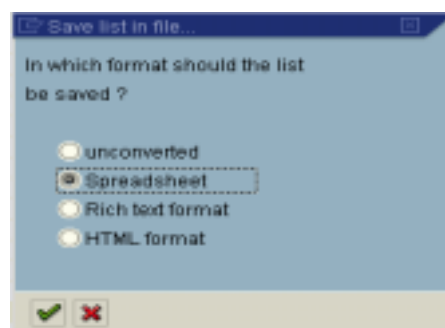 Save list in file...
In which format should the list
be saved ?
unconverted
Spreadsheet
Rich text format
HTML format